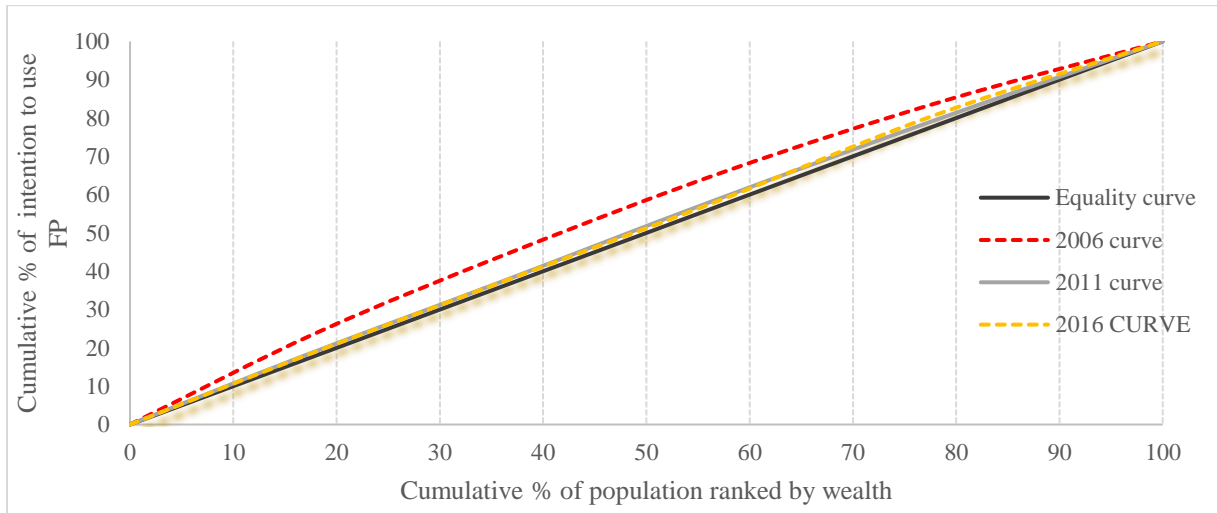 Cumulative % of intention to use
FP
100
90
80
70
60
50
40
30
20
10
0
0 10 20 30 40 50 60 70 80 90 100
Cumulative % of population ranked by wealth
Equality curve
2006 curve
2011 curve
2016 CURVE